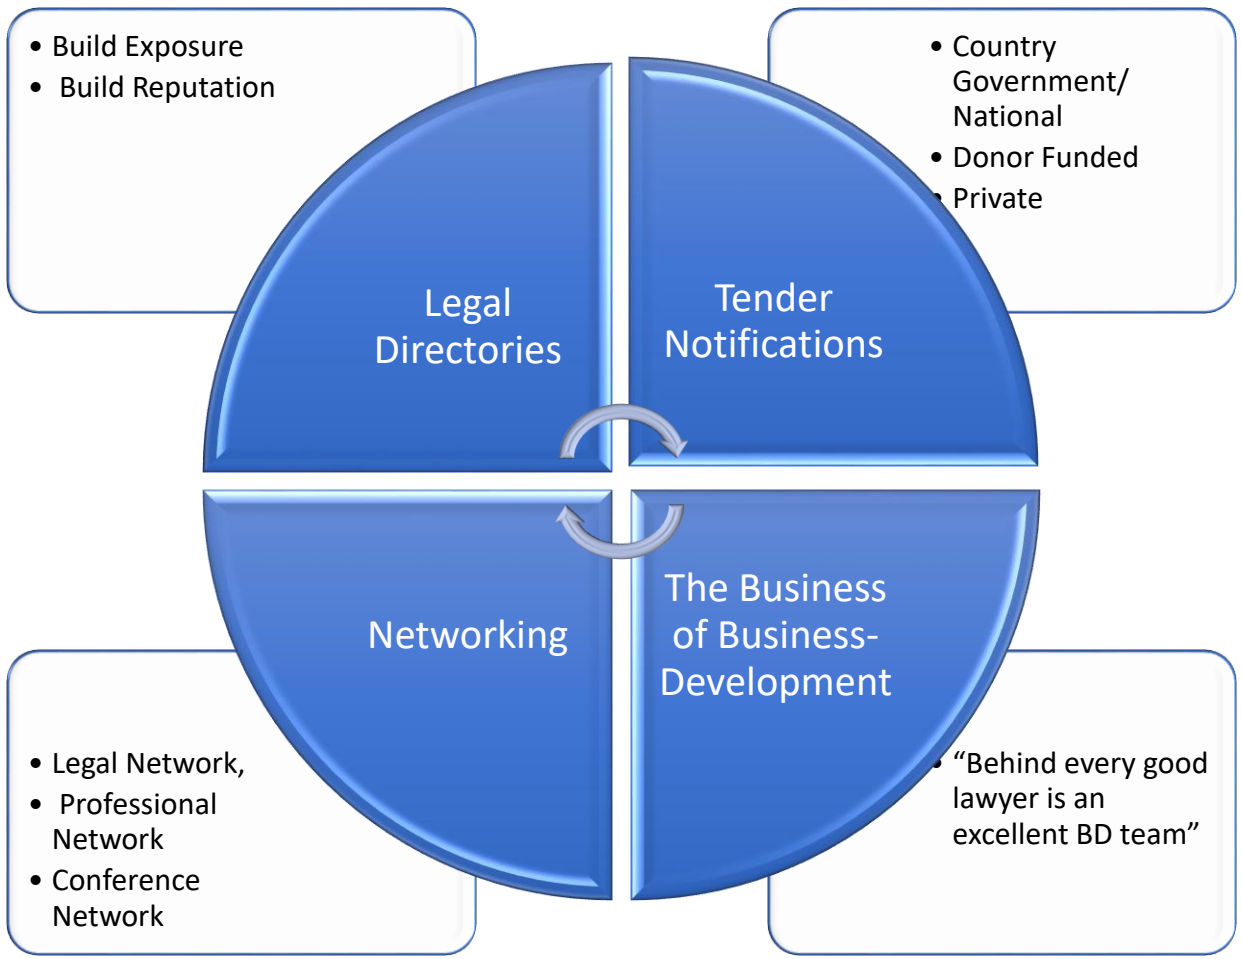 • Build Exposure
•  Build Reputation
• Country
Government/
National
• Donor Funded
• Private
Legal
Directories
Tender
Notifications
Networking
The Business
of Business-
Development
• Legal Network,
•  Professional
Network
• Conference
Network
• “Behind every good
lawyer is an
excellent BD team”